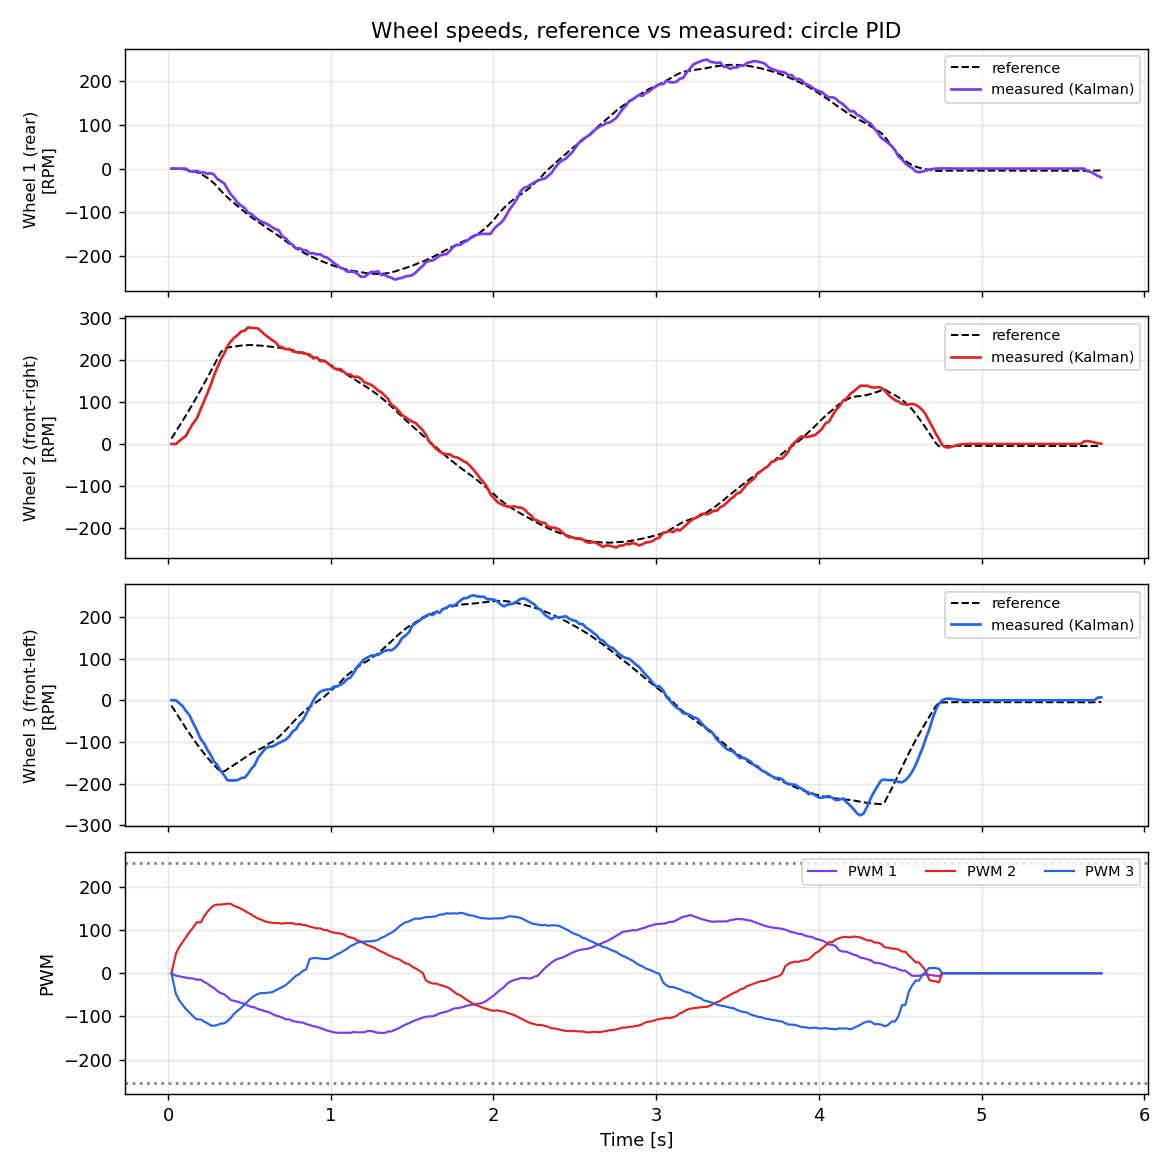 Wheel speeds, reference vs measured: circle PID
Wheel 1 (rear)
[RPM]
200
100
0
−100
−200
reference
measured (Kalman)
Wheel 2 (front-right)
[RPM]
300
200
100
0
−100
−200
reference
measured (Kalman)
Wheel 3 (front-left)
[RPM]
200
100
0
−100
−200
−300
reference
measured (Kalman)
PWM
200
100
0
−100
−200
PWM 1 PWM 2 PWM 3
0 1 2 3 4 5 6
Time [s]